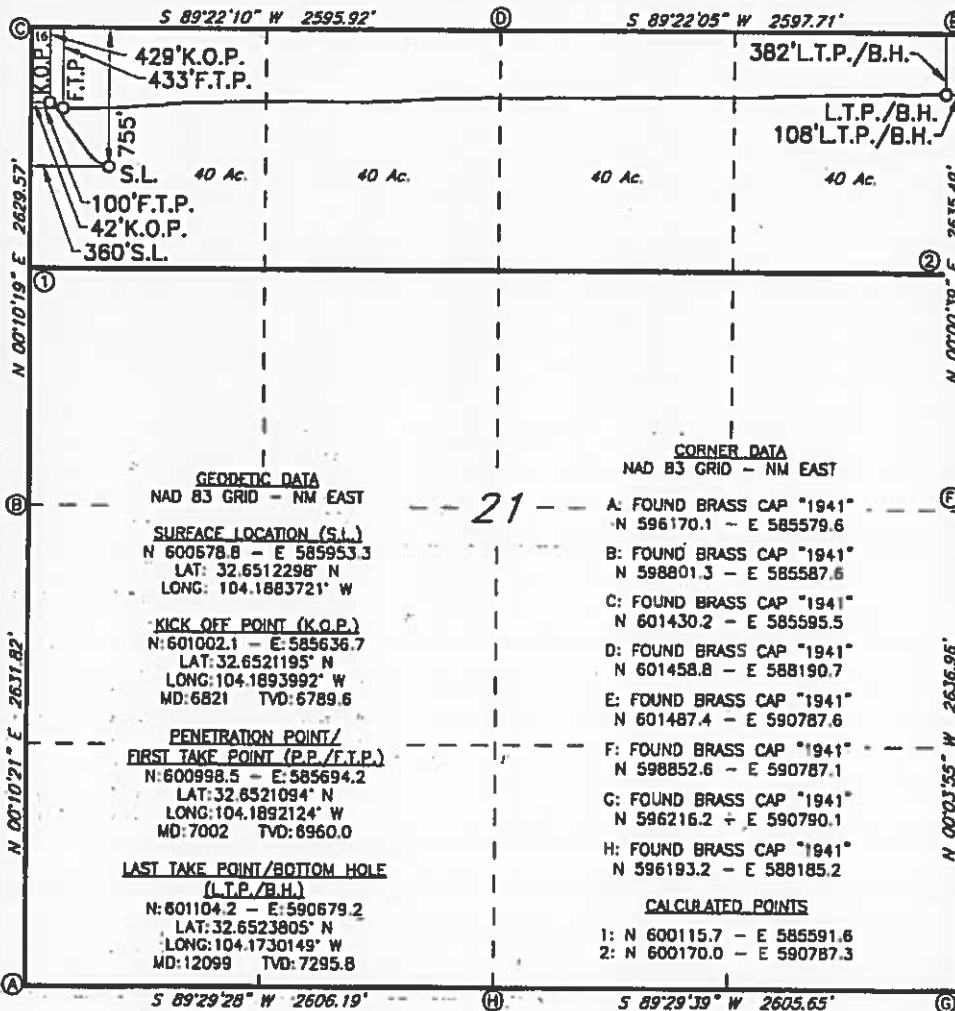 S 89°22'10" W 2595.92'
S 89°22'05" W 2597.71'
C
D
E
16
K.O.P.
F.T.P.
429'K.O.P.
433'F.T.P.
382'L.T.P./B.H.
L.T.P./B.H.
108'L.T.P./B.H.
755'
S.L.
40 Ac.
40 Ac.
40 Ac.
40 Ac.
100'F.T.P.
42'K.O.P.
360'S.L.
1
2
N 00°10'19" E 2629.57'
N 00°00'39" E 2635.49'
B
21
F
GEODETIC DATA
NAD 83 GRID - NM EAST
SURFACE LOCATION (S.L.)
N 600678.8 - E 585953.3
LAT: 32.6512298° N
LONG: 104.1883721° W
KICK OFF POINT (K.O.P.)
N:601002.1 - E:585636.7
LAT:32.6521195° N
LONG:104.1893992° W
MD:6821 TVD:6789.6
PENETRATION POINT/
FIRST TAKE POINT (P.P./F.T.P.)
N:600998.5 - E:585694.2
LAT:32.6521094° N
LONG:104.1892124° W
MD:7002 TVD:6960.0
LAST TAKE POINT/BOTTOM HOLE
(L.T.P./B.H.)
N:601104.2 - E:590679.2
LAT:32.6523805° N
LONG:104.1730149° W
MD:12099 TVD:7295.8
CORNER DATA
NAD 83 GRID - NM EAST
A: FOUND BRASS CAP "1941"
N 596170.1 - E 585579.6
B: FOUND BRASS CAP "1941"
N 598801.3 - E 585587.6
C: FOUND BRASS CAP "1941"
N 601430.2 - E 585595.5
D: FOUND BRASS CAP "1941"
N 601458.8 - E 588190.7
E: FOUND BRASS CAP "1941"
N 601487.4 - E 590787.6
F: FOUND BRASS CAP "1941"
N 598852.6 - E 590787.1
G: FOUND BRASS CAP "1941"
N 596216.2 - E 590790.1
H: FOUND BRASS CAP "1941"
N 596193.2 - E 588185.2
CALCULATED POINTS
1: N 600115.7 - E 585591.6
2: N 600170.0 - E 590787.3
N 00°10'21" E 2631.82'
N 00°03'55" W 2636.96'
A
S 89°29'28" W 2606.19'
H
S 89°29'39" W 2605.65'
G